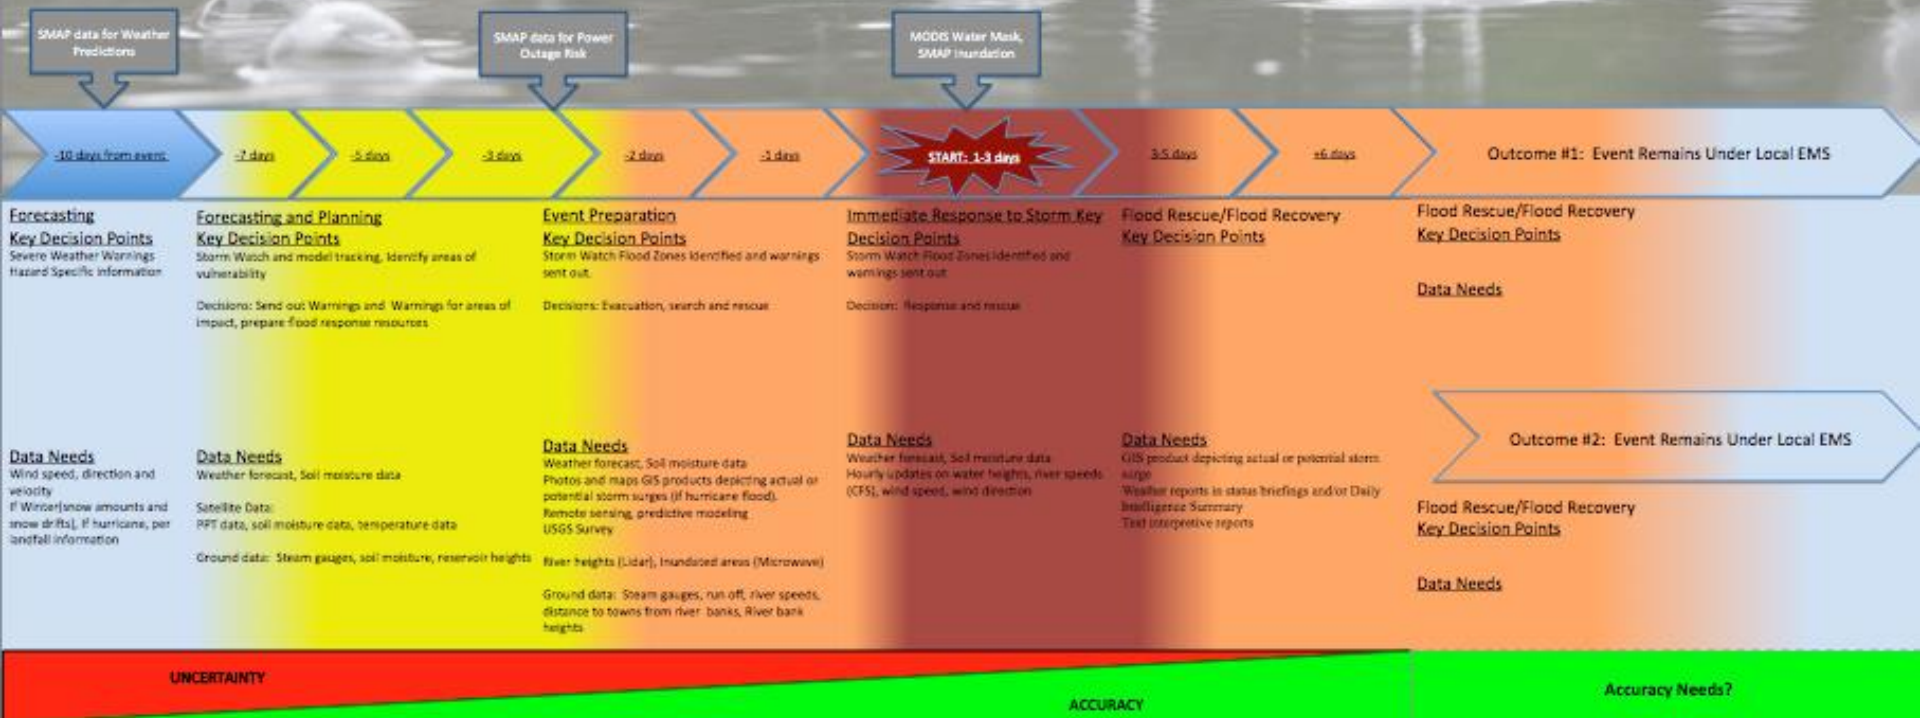 SMAP data for Weather
Predictions
SMAP data for Power
Outage Risk
MODIS Water Mask,
SMAP Inundation
-10 days from event
-7 days
-5 days
-3 days
-2 days
-1 days
START: 1-3 days
3-5 days
+6 days
Outcome #1: Event Remains Under Local EMS
Forecasting
Key Decision Points
Severe Weather Warnings
Hazard Specific Information
Forecasting and Planning
Key Decision Points
Storm Watch and model tracking, Identify areas of
vulnerability
Decisions: Send out Warnings and Warnings for areas of
impact, prepare flood response resources
Event Preparation
Key Decision Points
Storm Watch Flood Zones Identified and warnings
sent out.
Decisions: Evacuation, search and rescue
Immediate Response to Storm Key
Decision Points
Storm Watch Flood Zones Identified and
warnings sent out
Decision: Response and rescue
Flood Rescue/Flood Recovery
Key Decision Points
Flood Rescue/Flood Recovery
Key Decision Points
Data Needs
Data Needs
Wind speed, direction and
velocity
If Winter[snow amounts and
snow drifts], If hurricane, per
landfall information
Data Needs
Weather forecast, Soil moisture data
Satellite Data:
PPT data, soil moisture data, temperature data
Ground data: Steam gauges, soil moisture, reservoir heights
Data Needs
Weather forecast, Soil moisture data
Photos and maps GIS products depicting actual or
potential storm surges (if hurricane flood).
Remote sensing, predictive modeling
USGS Survey
River heights (Lidar), Inundated areas (Microwave)
Ground data: Steam gauges, run off, river speeds,
distance to towns from river banks, River bank
heights
Data Needs
Weather forecast, Soil moisture data
Hourly updates on water heights, river speeds
(CFS), wind speed, wind direction
Data Needs
GIS product depicting actual or potential storm
surge
Weather reports in status briefings and/or Daily
Intelligence Summary
Text interpretive reports
Outcome #2: Event Remains Under Local EMS
Flood Rescue/Flood Recovery
Key Decision Points
Data Needs
UNCERTAINTY
ACCURACY
Accuracy Needs?